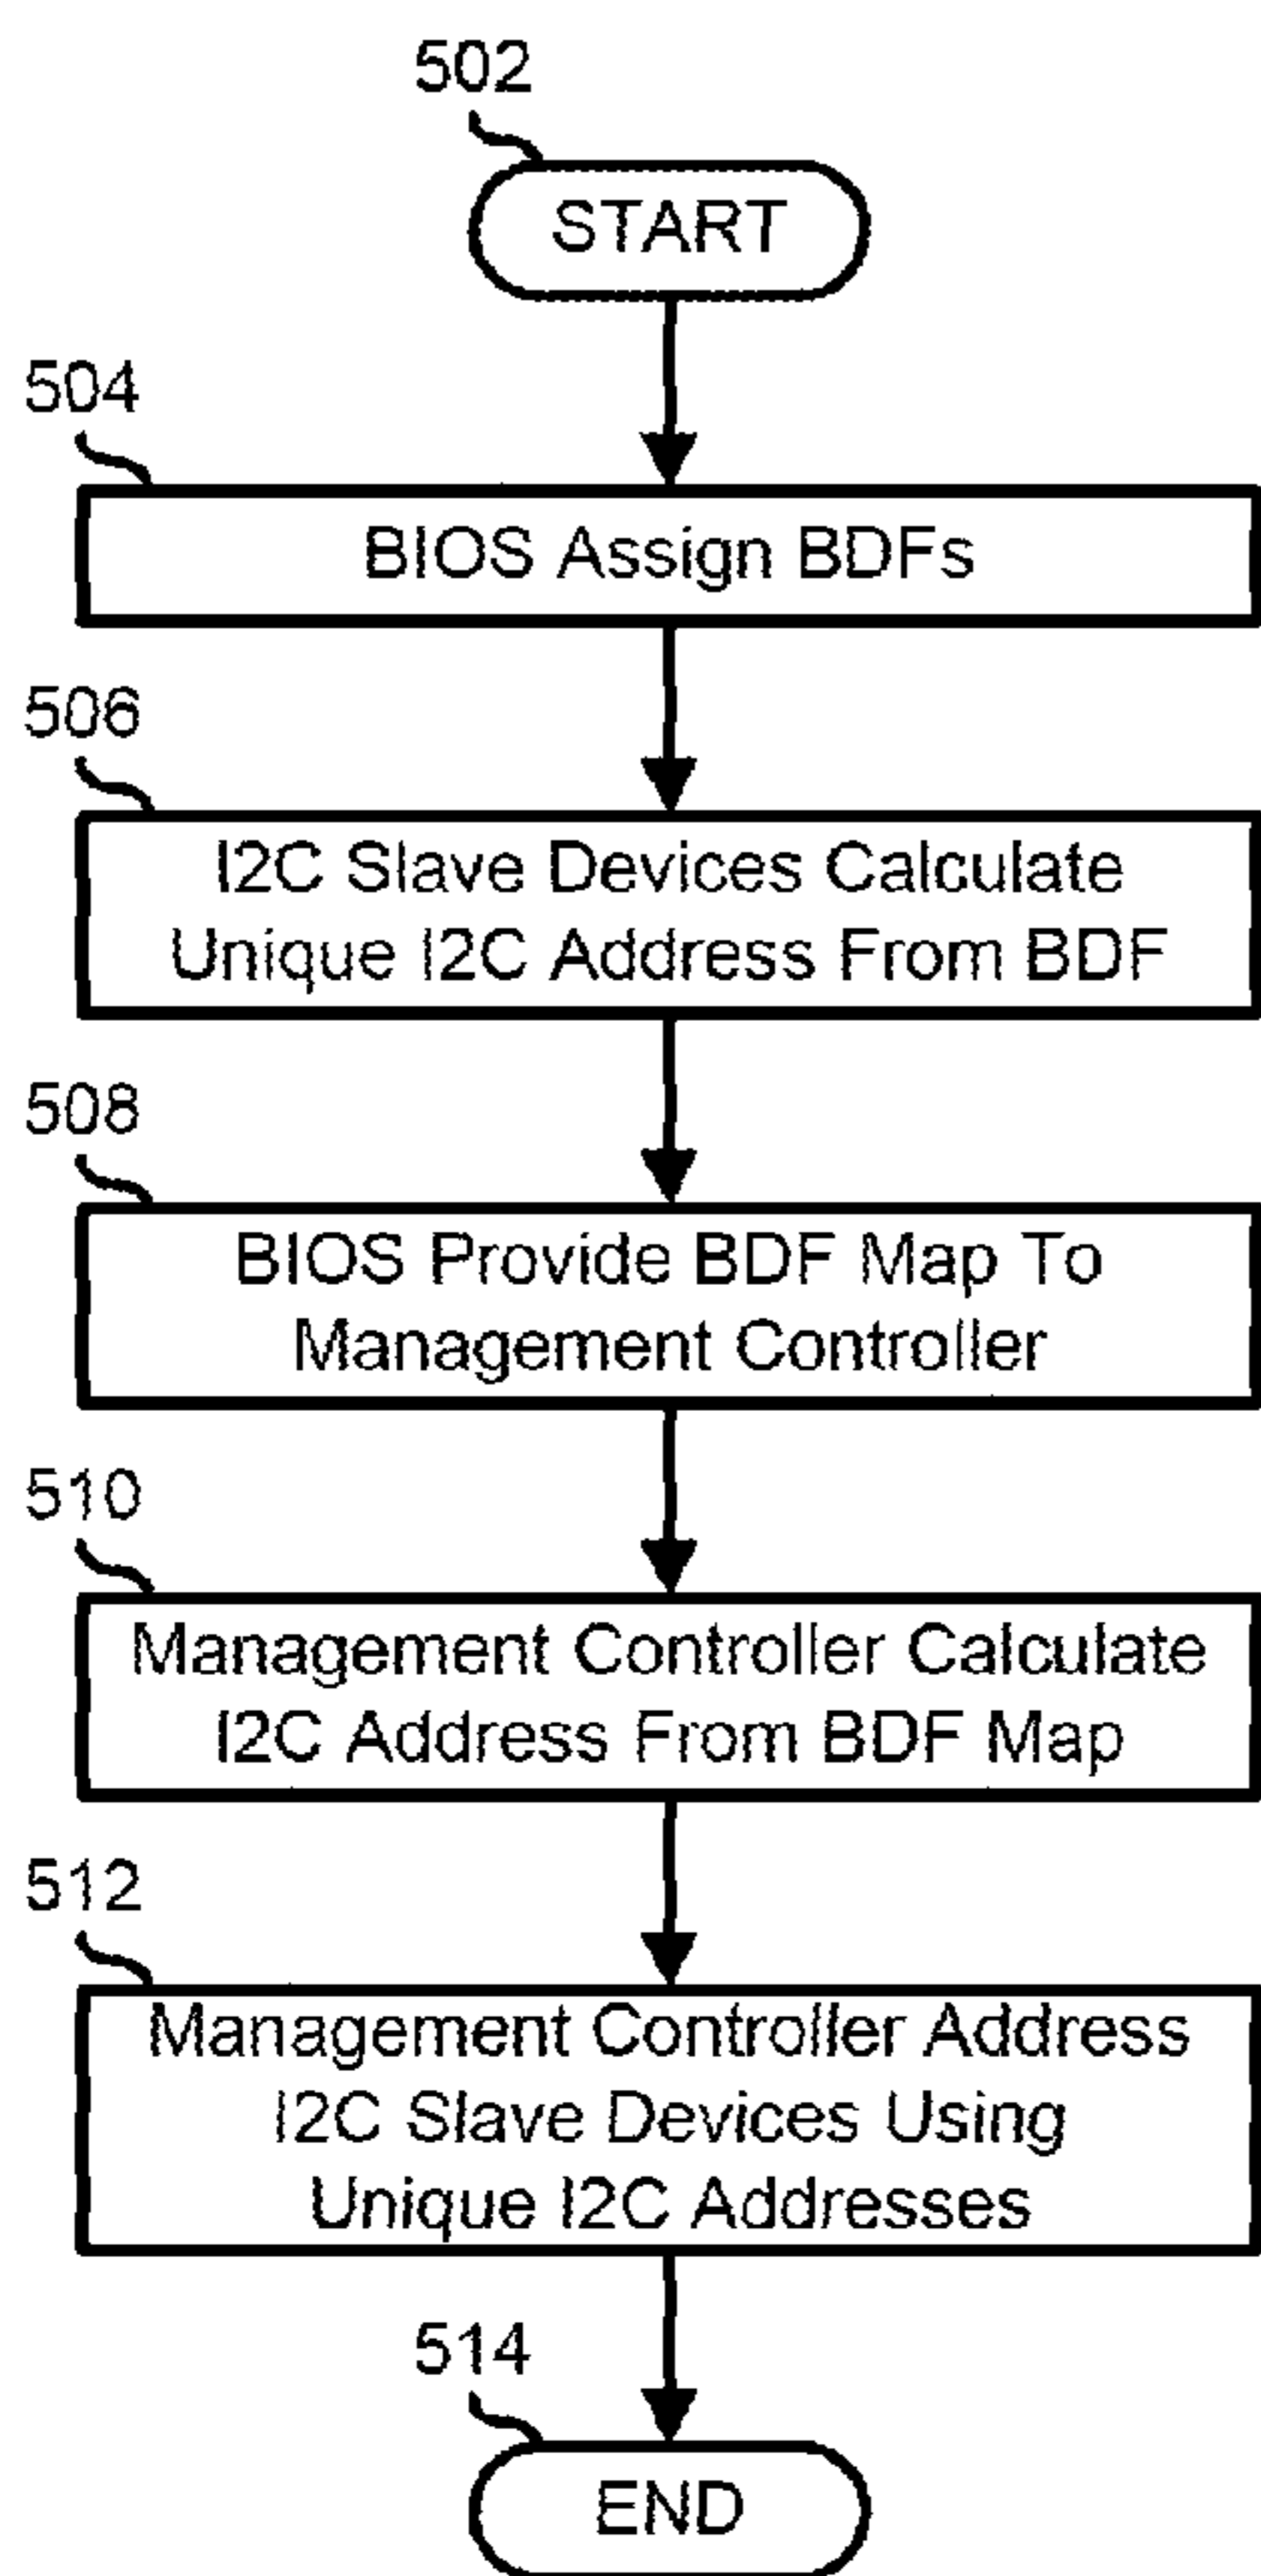 502
START
504
BIOS Assign BDFs
506
I2C Slave Devices Calculate
Unique I2C Address From BDF
508
BIOS Provide BDF Map To
Management Controller
510
Management Controller Calculate
I2C Address From BDF Map
512
Management Controller Address
I2C Slave Devices Using
Unique I2C Addresses
514
END